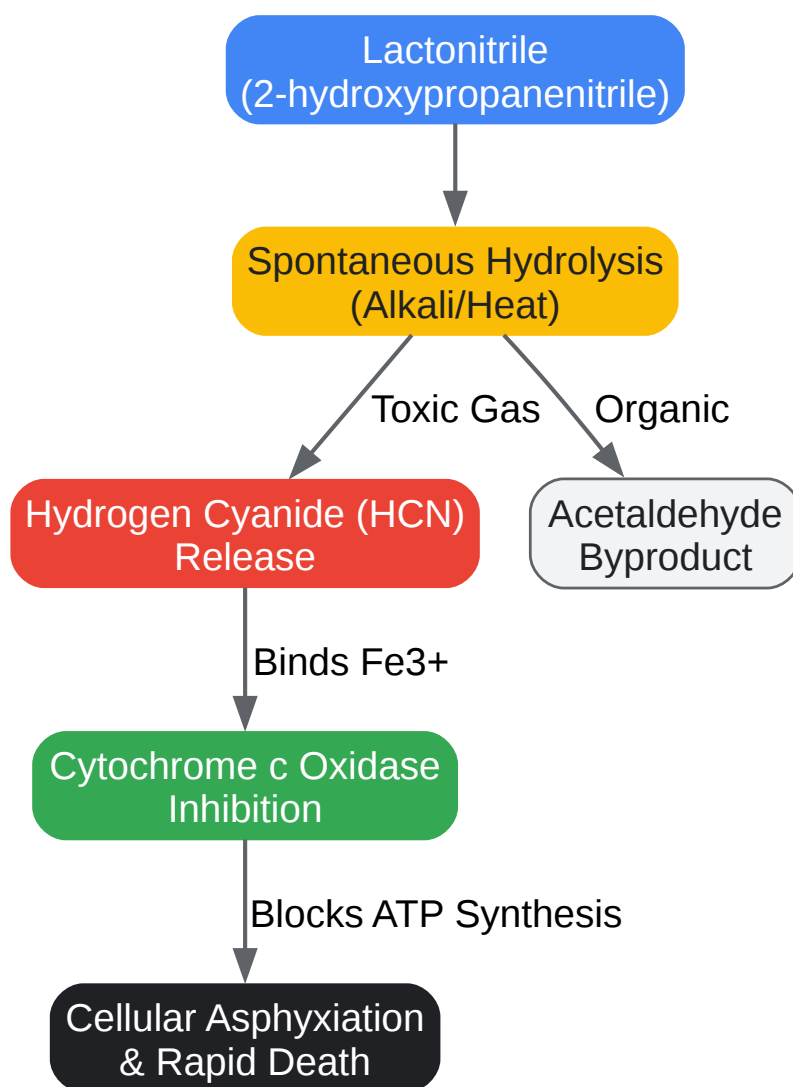 Lactonitrile
(2-hydroxypropanenitrile)
Spontaneous Hydrolysis
(Alkali/Heat)
Toxic Gas
Organic
Hydrogen Cyanide (HCN)
Release
Acetaldehyde
Byproduct
Binds Fe3+
Cytochrome c Oxidase
Inhibition
Blocks ATP Synthesis
Cellular Asphyxiation
& Rapid Death